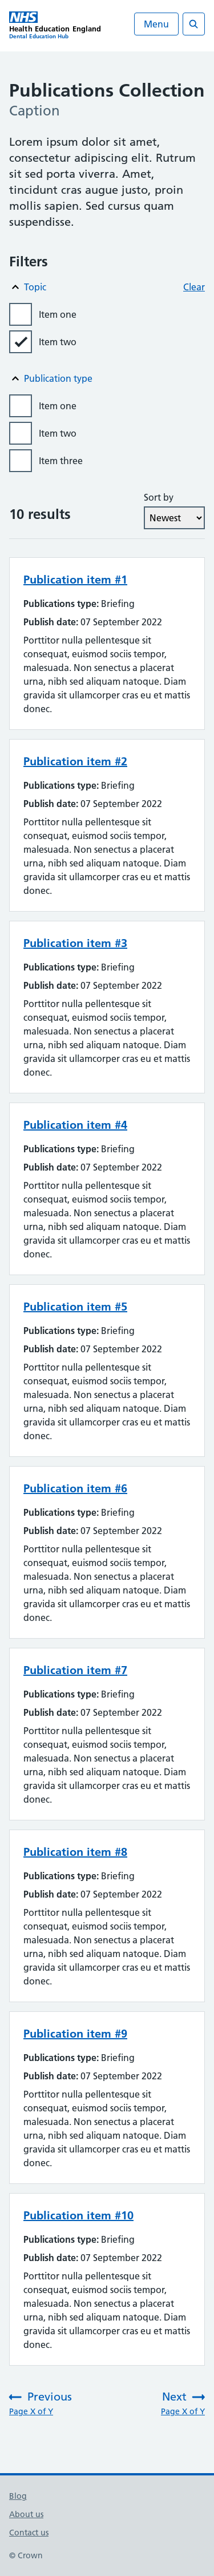 NHS
Health Education England
Dental Education Hub
Menu
Publications Collection
Caption
Lorem ipsum dolor sit amet,
consectetur adipiscing elit. Rutrum
elit sed porta viverra. Amet,
tincidunt cras augue justo, proin
mollis sapien. Sed cursus quam
suspendisse.
Filters
Topic Clear
Item one
Item two
Publication type
Item one
Item two
Item three
Sort by
10 results
Newest
Publication item #1
Publications type: Briefing
Publish date: 07 September 2022
Porttitor nulla pellentesque sit
consequat, euismod sociis tempor,
malesuada. Non senectus a placerat
urna, nibh sed aliquam natoque. Diam
gravida sit ullamcorper cras eu et mattis
donec.
Publication item #2
Publications type: Briefing
Publish date: 07 September 2022
Porttitor nulla pellentesque sit
consequat, euismod sociis tempor,
malesuada. Non senectus a placerat
urna, nibh sed aliquam natoque. Diam
gravida sit ullamcorper cras eu et mattis
donec.
Publication item #3
Publications type: Briefing
Publish date: 07 September 2022
Porttitor nulla pellentesque sit
consequat, euismod sociis tempor,
malesuada. Non senectus a placerat
urna, nibh sed aliquam natoque. Diam
gravida sit ullamcorper cras eu et mattis
donec.
Publication item #4
Publications type: Briefing
Publish date: 07 September 2022
Porttitor nulla pellentesque sit
consequat, euismod sociis tempor,
malesuada. Non senectus a placerat
urna, nibh sed aliquam natoque. Diam
gravida sit ullamcorper cras eu et mattis
donec.
Publication item #5
Publications type: Briefing
Publish date: 07 September 2022
Porttitor nulla pellentesque sit
consequat, euismod sociis tempor,
malesuada. Non senectus a placerat
urna, nibh sed aliquam natoque. Diam
gravida sit ullamcorper cras eu et mattis
donec.
Publication item #6
Publications type: Briefing
Publish date: 07 September 2022
Porttitor nulla pellentesque sit
consequat, euismod sociis tempor,
malesuada. Non senectus a placerat
urna, nibh sed aliquam natoque. Diam
gravida sit ullamcorper cras eu et mattis
donec.
Publication item #7
Publications type: Briefing
Publish date: 07 September 2022
Porttitor nulla pellentesque sit
consequat, euismod sociis tempor,
malesuada. Non senectus a placerat
urna, nibh sed aliquam natoque. Diam
gravida sit ullamcorper cras eu et mattis
donec.
Publication item #8
Publications type: Briefing
Publish date: 07 September 2022
Porttitor nulla pellentesque sit
consequat, euismod sociis tempor,
malesuada. Non senectus a placerat
urna, nibh sed aliquam natoque. Diam
gravida sit ullamcorper cras eu et mattis
donec.
Publication item #9
Publications type: Briefing
Publish date: 07 September 2022
Porttitor nulla pellentesque sit
consequat, euismod sociis tempor,
malesuada. Non senectus a placerat
urna, nibh sed aliquam natoque. Diam
gravida sit ullamcorper cras eu et mattis
donec.
Publication item #10
Publications type: Briefing
Publish date: 07 September 2022
Porttitor nulla pellentesque sit
consequat, euismod sociis tempor,
malesuada. Non senectus a placerat
urna, nibh sed aliquam natoque. Diam
gravida sit ullamcorper cras eu et mattis
donec.
Previous Next
Page X of Y Page X of Y
Blog
About us
Contact us
© Crown